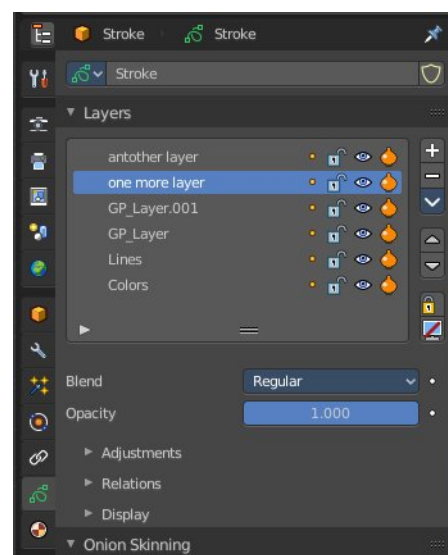 Stroke Stroke
Stroke
Layers
antother layer
one more layer
GP_Layer.001
GP_Layer
Lines
Colors
Blend Regular
Opacity 1.000
Adjustments
Relations
Display
Onion Skinning